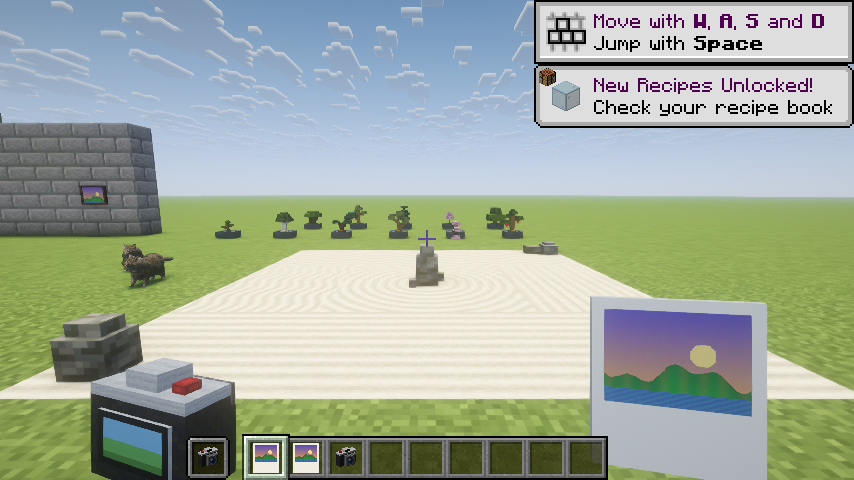 Move with W, A, S and D
Jump with Space
New Recipes Unlocked!
Check your recipe book